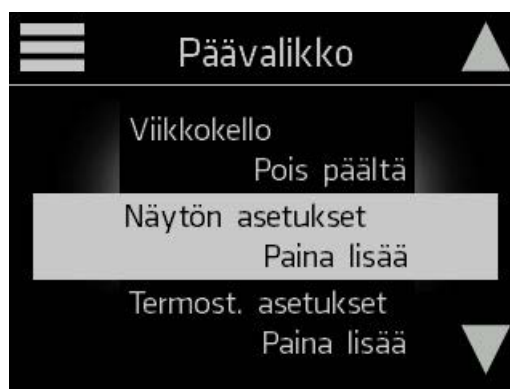 Päävalikko
Viikkokello
Pois päältä
Näytön asetukset
Paina lisää
Termost. asetukset
Paina lisää